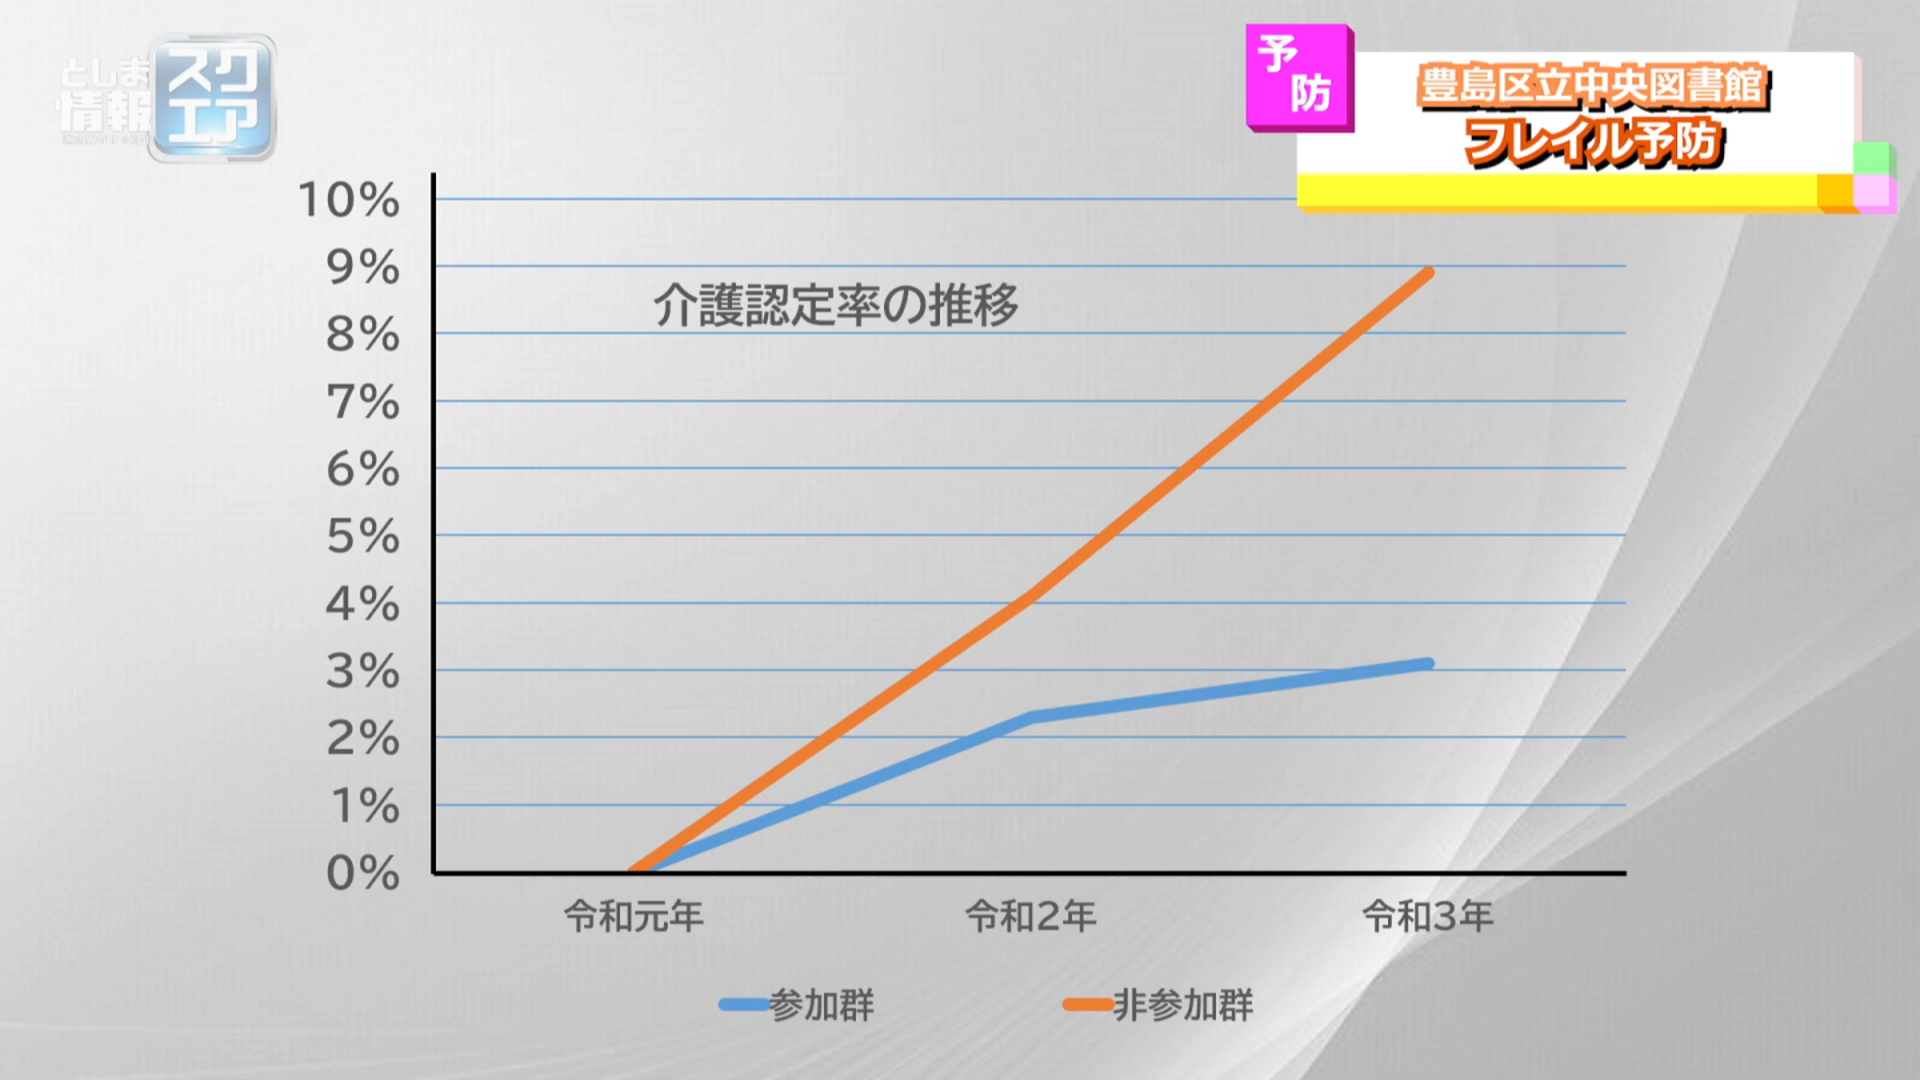 としま
情報
スク
エア
予
防
豊島区立中央図書館
フレイル予防
介護認定率の推移
10%
9%
8%
7%
6%
5%
4%
3%
2%
1%
0%
令和元年
令和2年
令和3年
参加群
非参加群